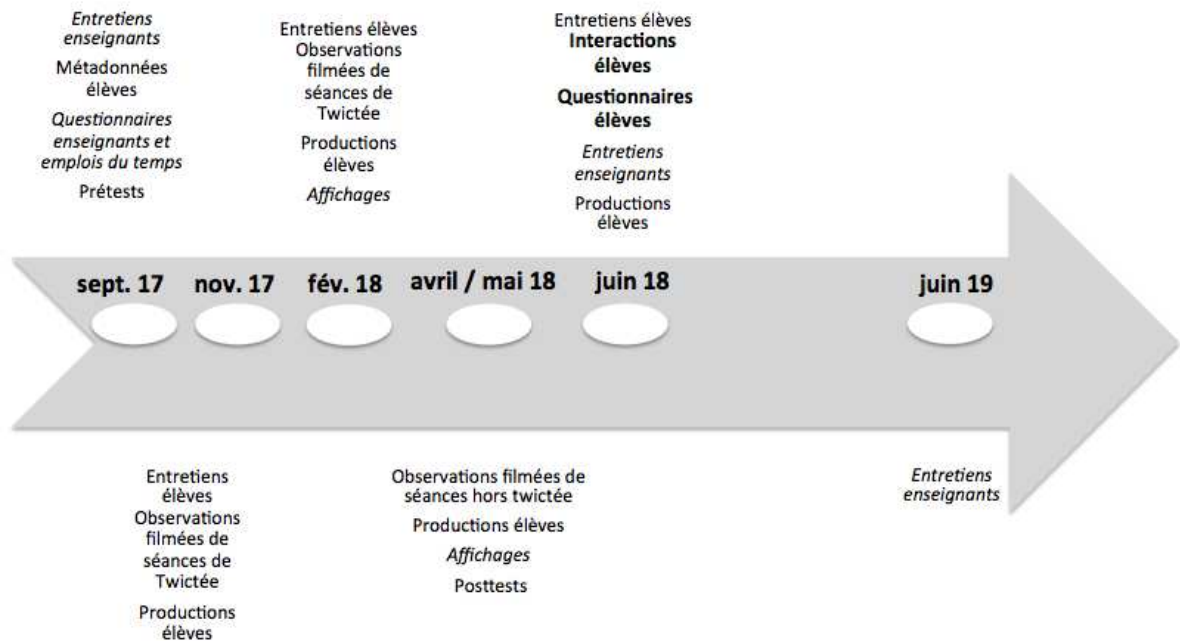 Entretiens
enseignants
Métadonnées
élèves
Questionnaires
enseignants et
emplois du temps
Prétests
Entretiens élèves
Observations
filmées de
séances de
Twictée
Productions
élèves
Affichages
Entretiens élèves
Interactions
élèves
Questionnaires
élèves
Entretiens
enseignants
Productions
élèves
sept. 17 nov. 17 fév. 18 avril / mai 18 juin 18 juin 19
Entretiens
élèves
Observations
filmées de
séances de
Twictée
Productions
élèves
Observations filmées de
séances hors twictée
Productions élèves
Affichages
Posttests
Entretiens
enseignants